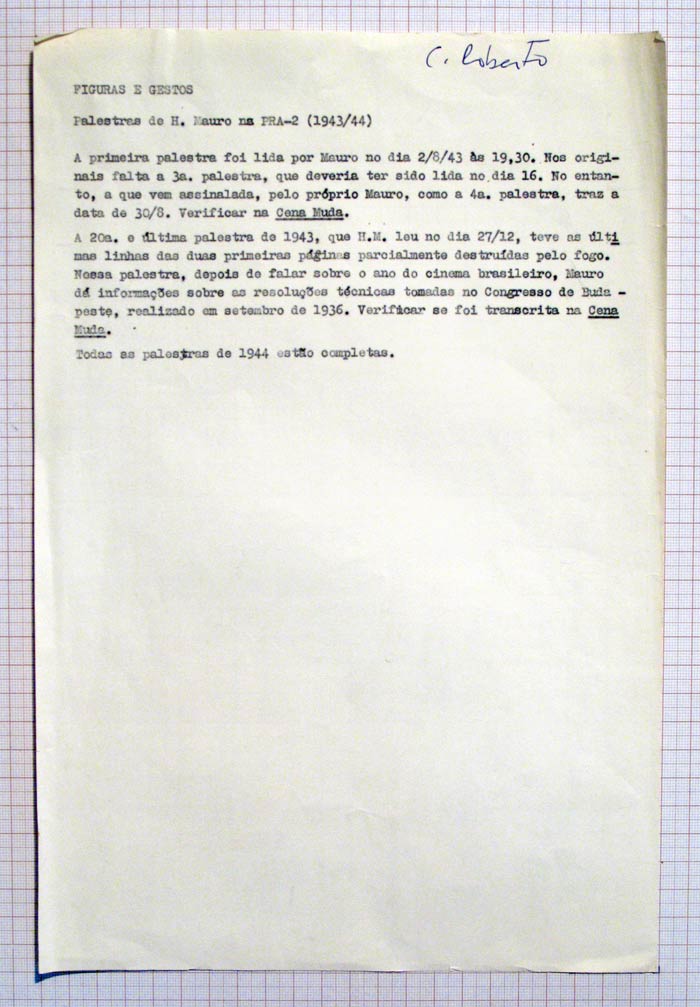 C. Roberto
FIGURAS E GESTOS
Palestras de H. Mauro na PRA-2 (1943/44)
A primeira palestra foi lida por Mauro no dia 2/8/43 às 19,30. Nos origi-
nais falta a 3a. palestra, que deveria ter sido lida no dia 16. No entan-
to, a que vem assinalada, pelo próprio Mauro, como a 4a. palestra, traz a
data de 30/8. Verificar na Cena Muda.
A 20a. e última palestra de 1943, que H.M. leu no dia 27/12, teve as últi
mas linhas das duas primeiras páginas parcialmente destruídas pelo fogo.
Nessa palestra, depois de falar sobre o ano do cinema brasileiro, Mauro
dá informações sobre as resoluções técnicas tomadas no Congresso de Buda -
peste, realizado em setembro de 1936. Verificar se foi transcrita na Cena
Muda.
Todas as palestras de 1944 estão completas.